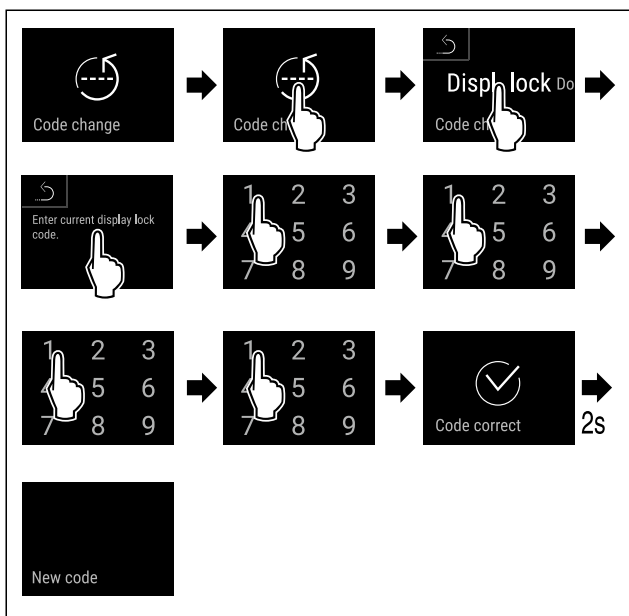 Code change
Code ch
Displ lock Do
Code ch
Enter current display lock
code.
1 2 3
5 6
7 8 9
1 2 3
5 6
7 8 9
1 2 3
5 6
7 8 9
1 2 3
5 6
7 8 9
Code correct
2s
New code